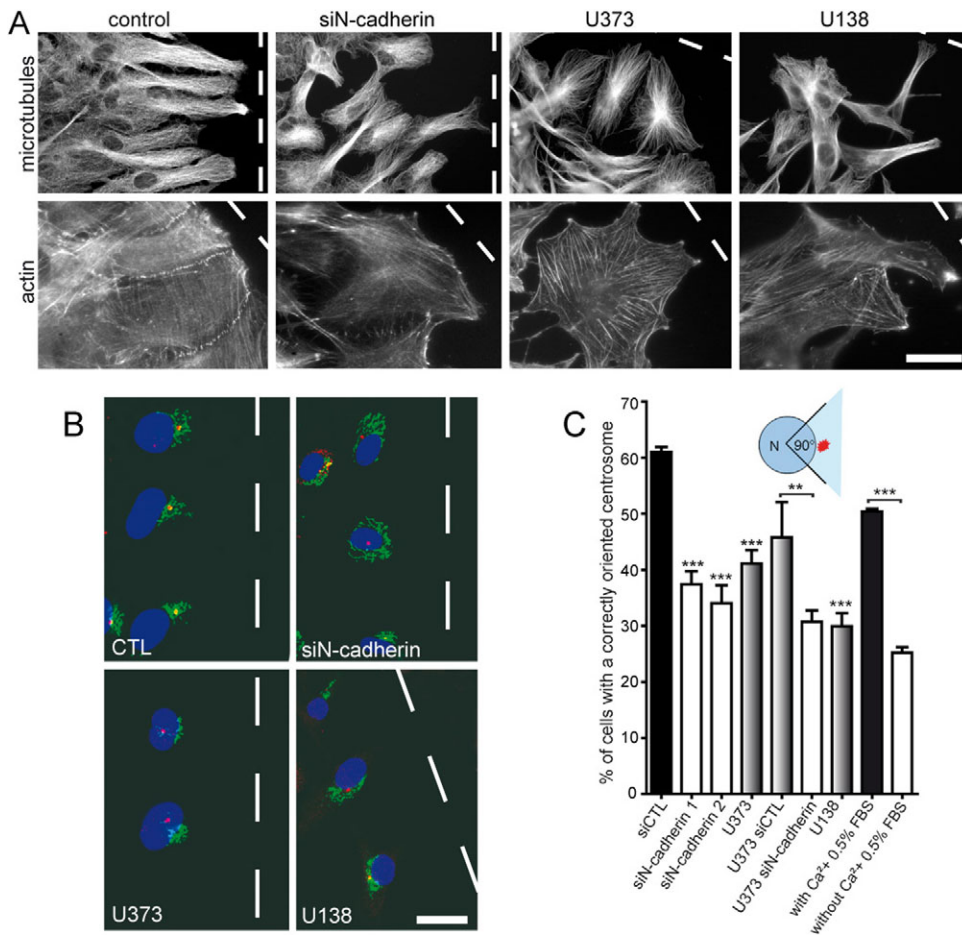 A
control siN-cadherin U373 U138
microtubules
actin
B
CTL
siN-cadherin
U373
U138
C
% of cells with a correctly oriented centrosome
70
60
50
40
30
20
10
0
N 90°
***
***
***
**
***
***
siCTL
siN-cadherin 1
siN-cadherin 2
U373
U373 siCTL
U373 siN-cadherin
U138
with Ca²+ 0.5% FBS
without Ca²+ 0.5% FBS